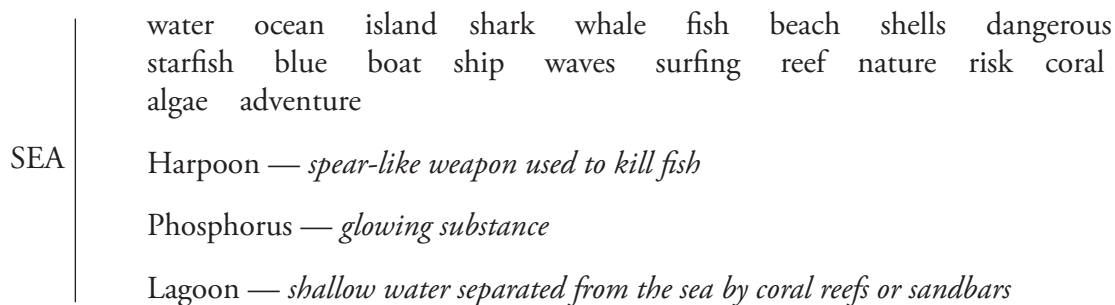 water ocean island shark whale fish beach shells dangerous
starfish blue boat ship waves surfing reef nature risk coral
algae adventure
SEA
Harpoon — spear-like weapon used to kill fish
Phosphorus — glowing substance
Lagoon — shallow water separated from the sea by coral reefs or sandbars